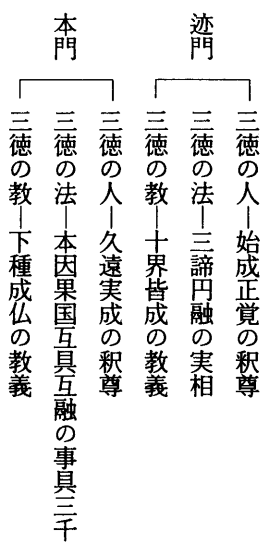 迹門
三徳の人―始成正覚の釈尊
三徳の法―三諦円融の実相
三徳の教―十界皆成の教義
本門
三徳の人―久遠実成の釈尊
三徳の法―本因果国互具互融の事具三千
三徳の教―下種成仏の教義